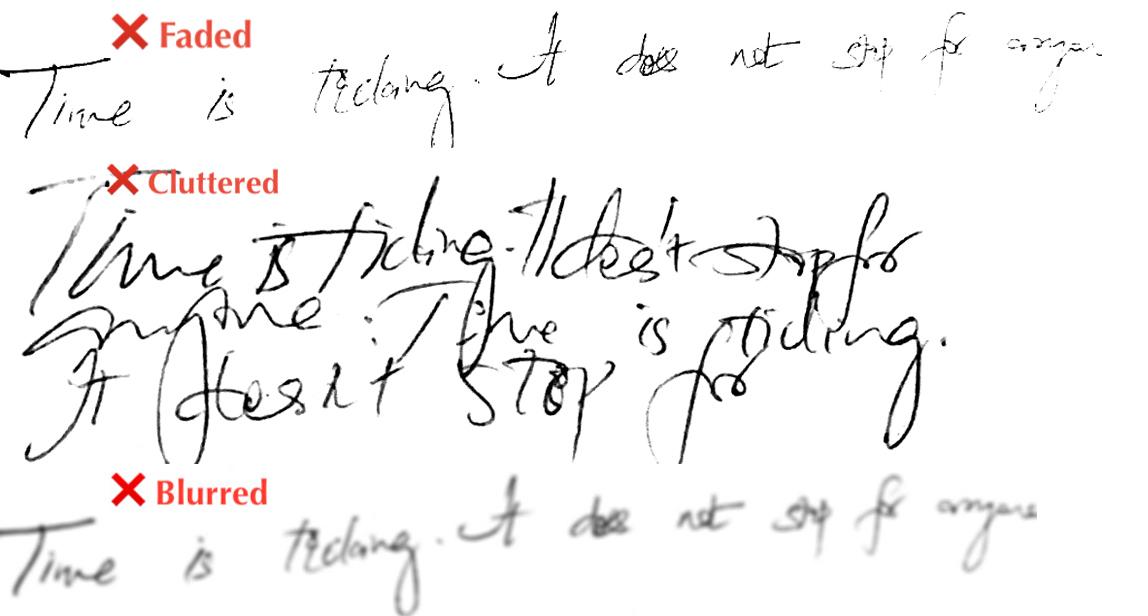 Faded
Time is ticking. It does not stop for anyone
Cluttered
Time is ticking. It does't stop for
anyone. Time is ticking.
It doesn't stop for
Blurred
Time is ticking. It does not stop for anyone